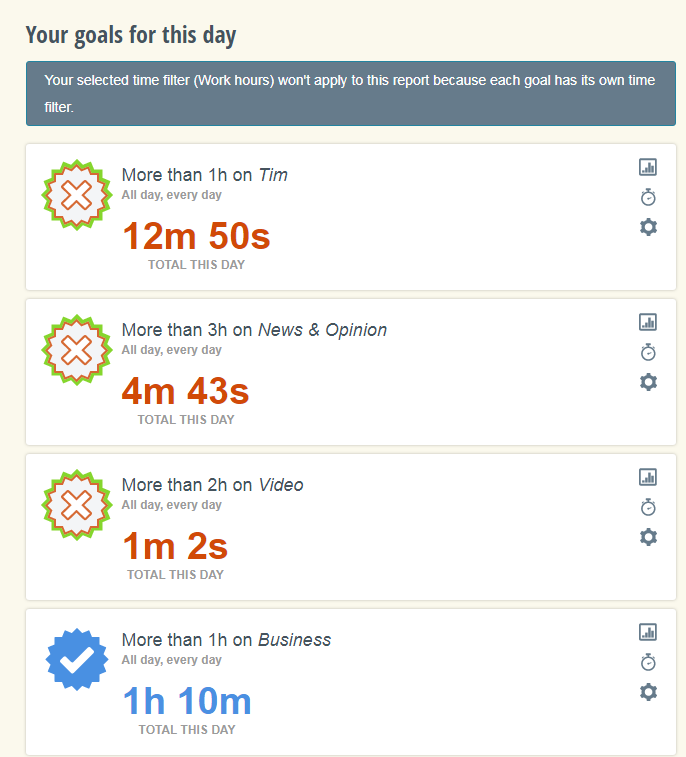 Your goals for this day
Your selected time filter (Work hours) won't apply to this report because each goal has its own time
filter.
More than 1h on Tim
All day, every day
12m 50s
TOTAL THIS DAY
More than 3h on News & Opinion
All day, every day
4m 43s
TOTAL THIS DAY
More than 2h on Video
All day, every day
1m 2s
TOTAL THIS DAY
More than 1h on Business
All day, every day
1h 10m
TOTAL THIS DAY